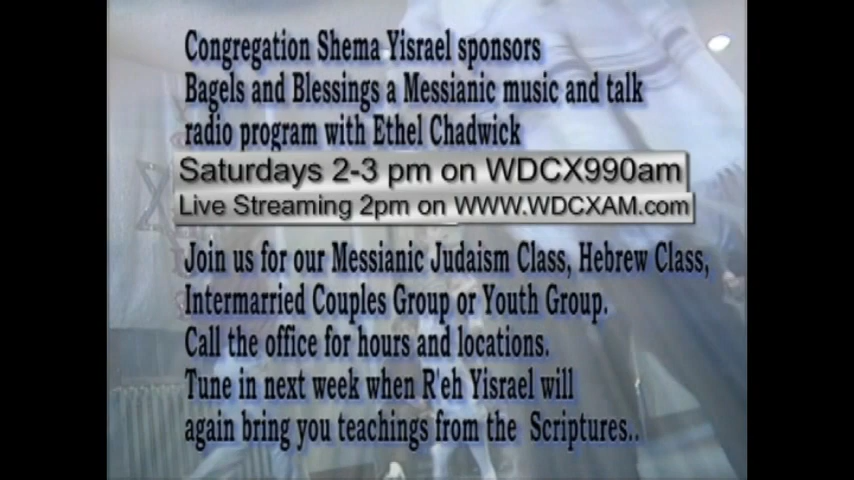 Congregation Shema Yisrael sponsors
Bagels and Blessings a Messianic music and talk
radio program with Ethel Chadwick
Saturdays 2-3 pm on WDCX990am
Live Streaming 2pm on WWW.WDCXAM.com
Join us for our Messianic Judaism Class, Hebrew Class,
Intermarried Couples Group or Youth Group.
Call the office for hours and locations.
Tune in next week when R'eh Yisrael will
again bring you teachings from the Scriptures..